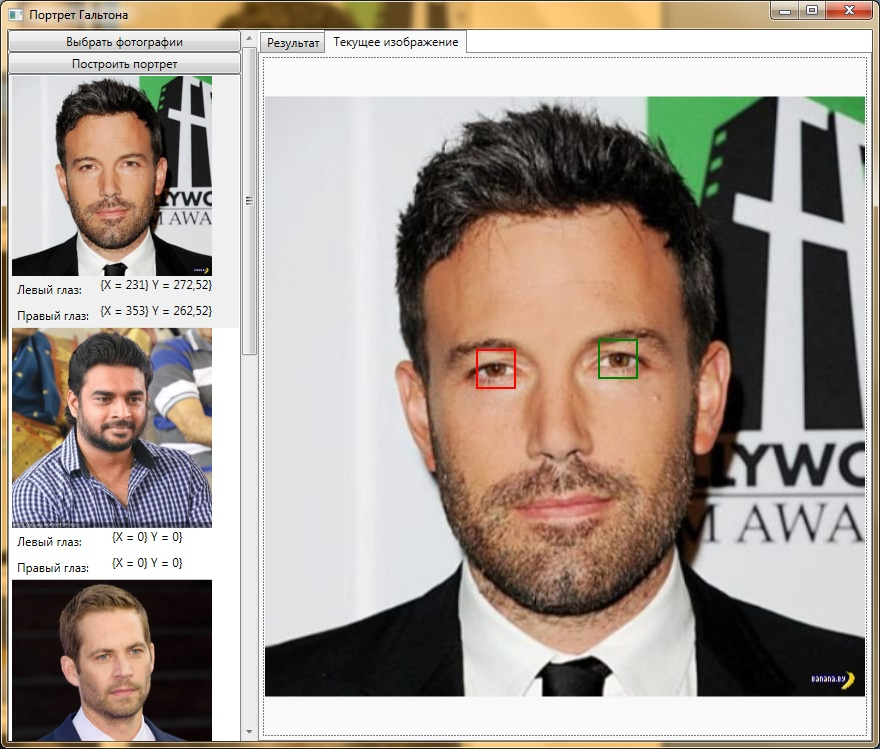 Портрет Гальтона
Выбрать фотографии
Построить портрет
LYWO
M AWA
Левый глаз: {X = 231} Y = 272,52}
Правый глаз: {X = 353} Y = 262,52}
Левый глаз: {X = 0} Y = 0}
Правый глаз: {X = 0} Y = 0}
Результат
Текущее изображение
LLYWO
M AWA
BANANA.BY